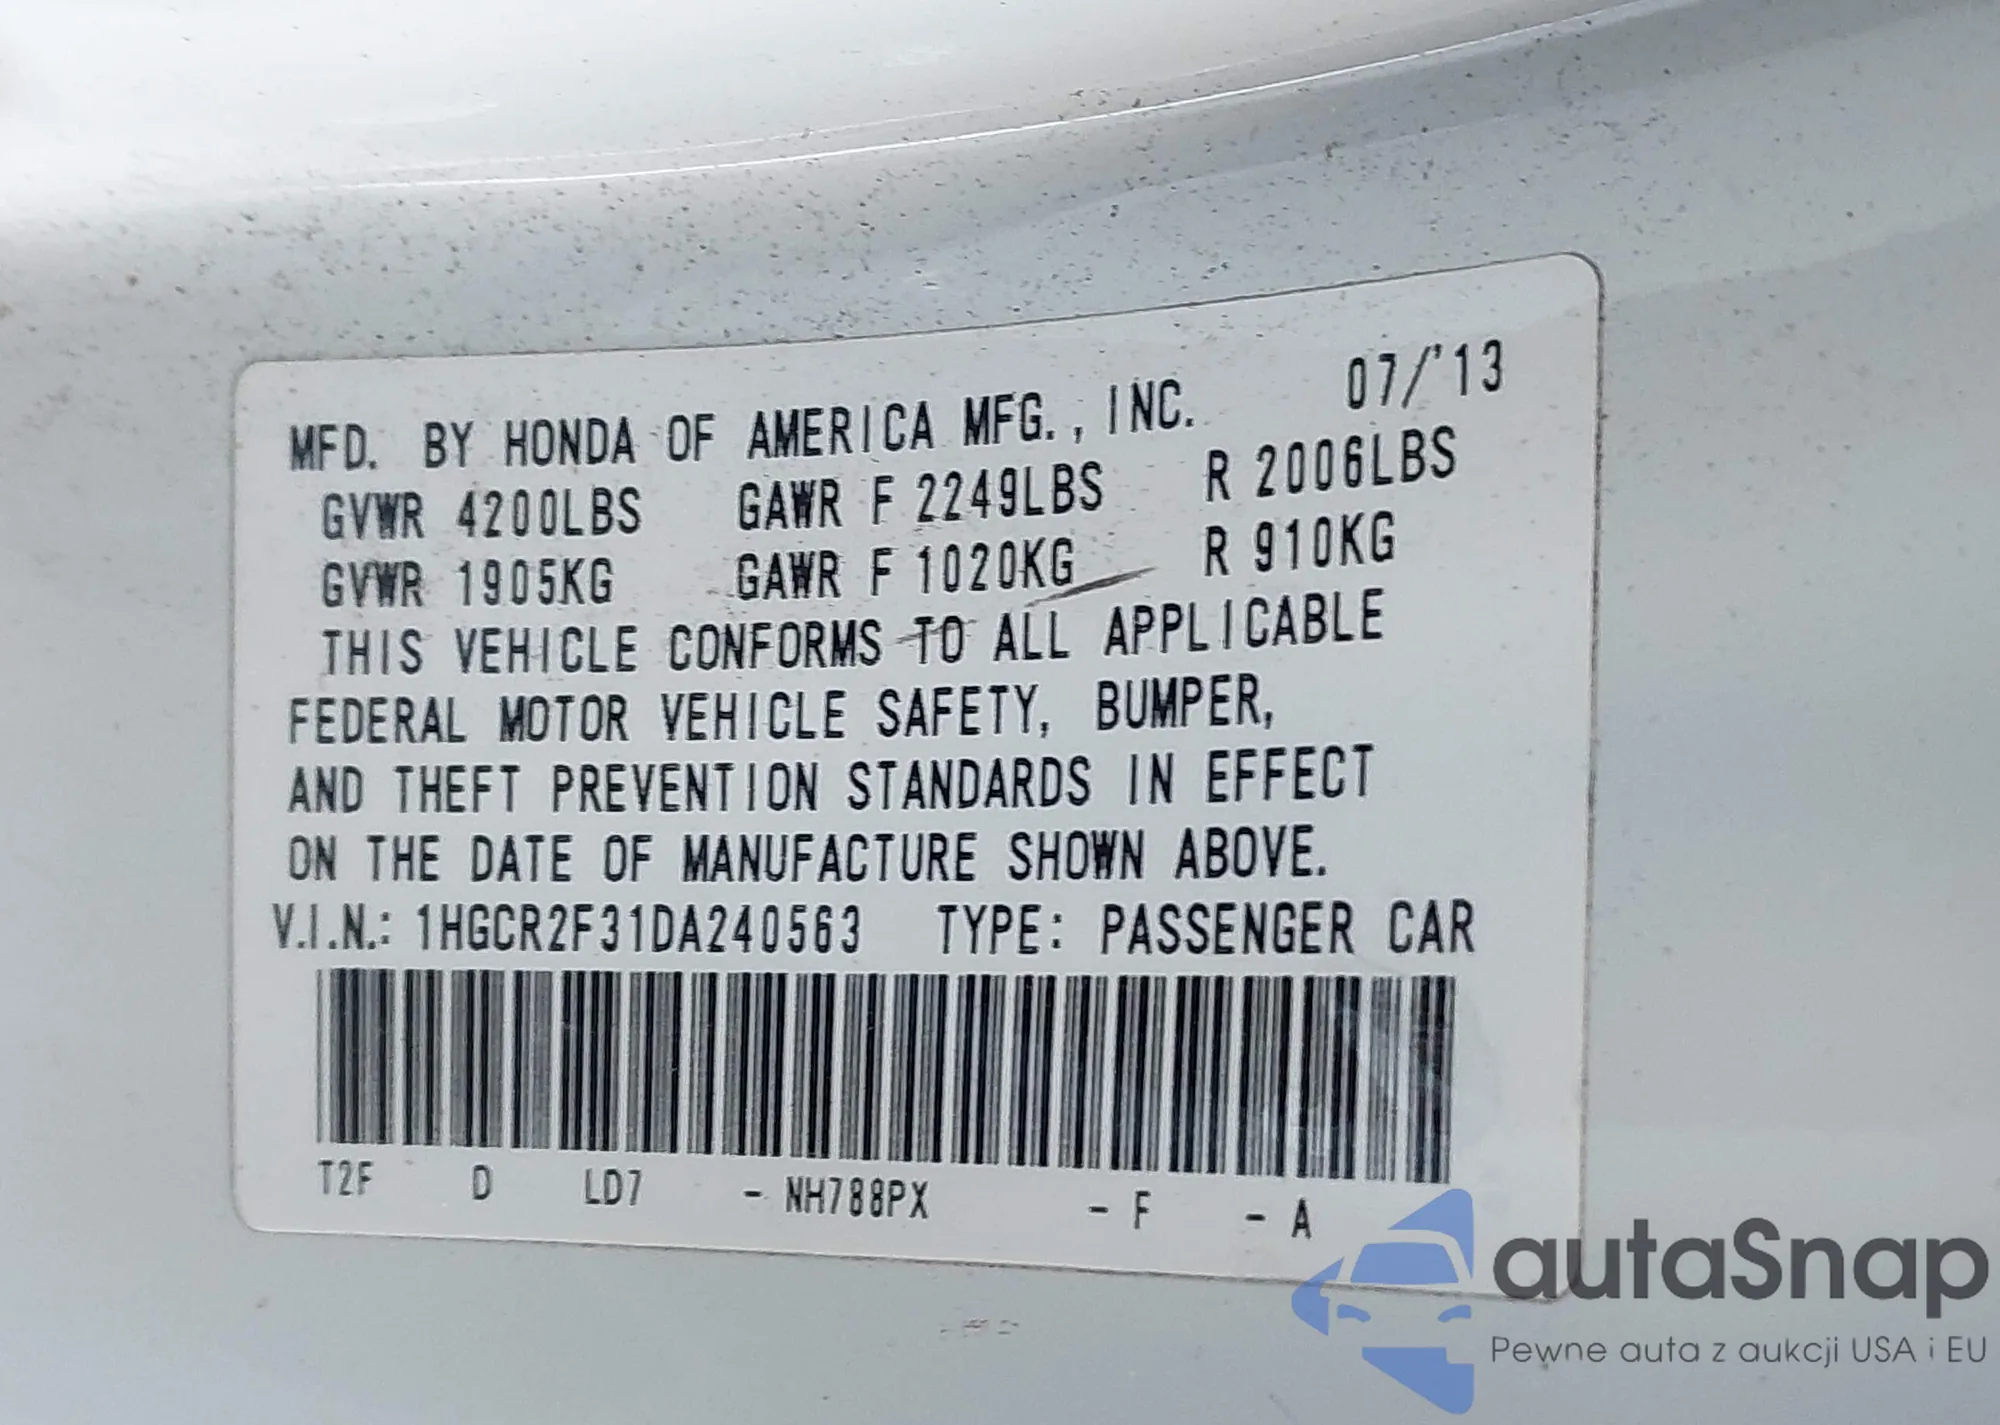 07/'13
MFD. BY HONDA OF AMERICA MFG., INC.
GVWR 4200LBS GAWR F 2249LBS R 2006LBS
GVWR 1905KG GAWR F 1020KG R 910KG
THIS VEHICLE CONFORMS TO ALL APPLICABLE
FEDERAL MOTOR VEHICLE SAFETY, BUMPER,
AND THEFT PREVENTION STANDARDS IN EFFECT
ON THE DATE OF MANUFACTURE SHOWN ABOVE.
V.I.N.: 1HGCR2F31DA240563 TYPE: PASSENGER CAR
T2F D LD7 - NH788PX - F - A
autaSnap
Pewne auta z aukcji USA i EU